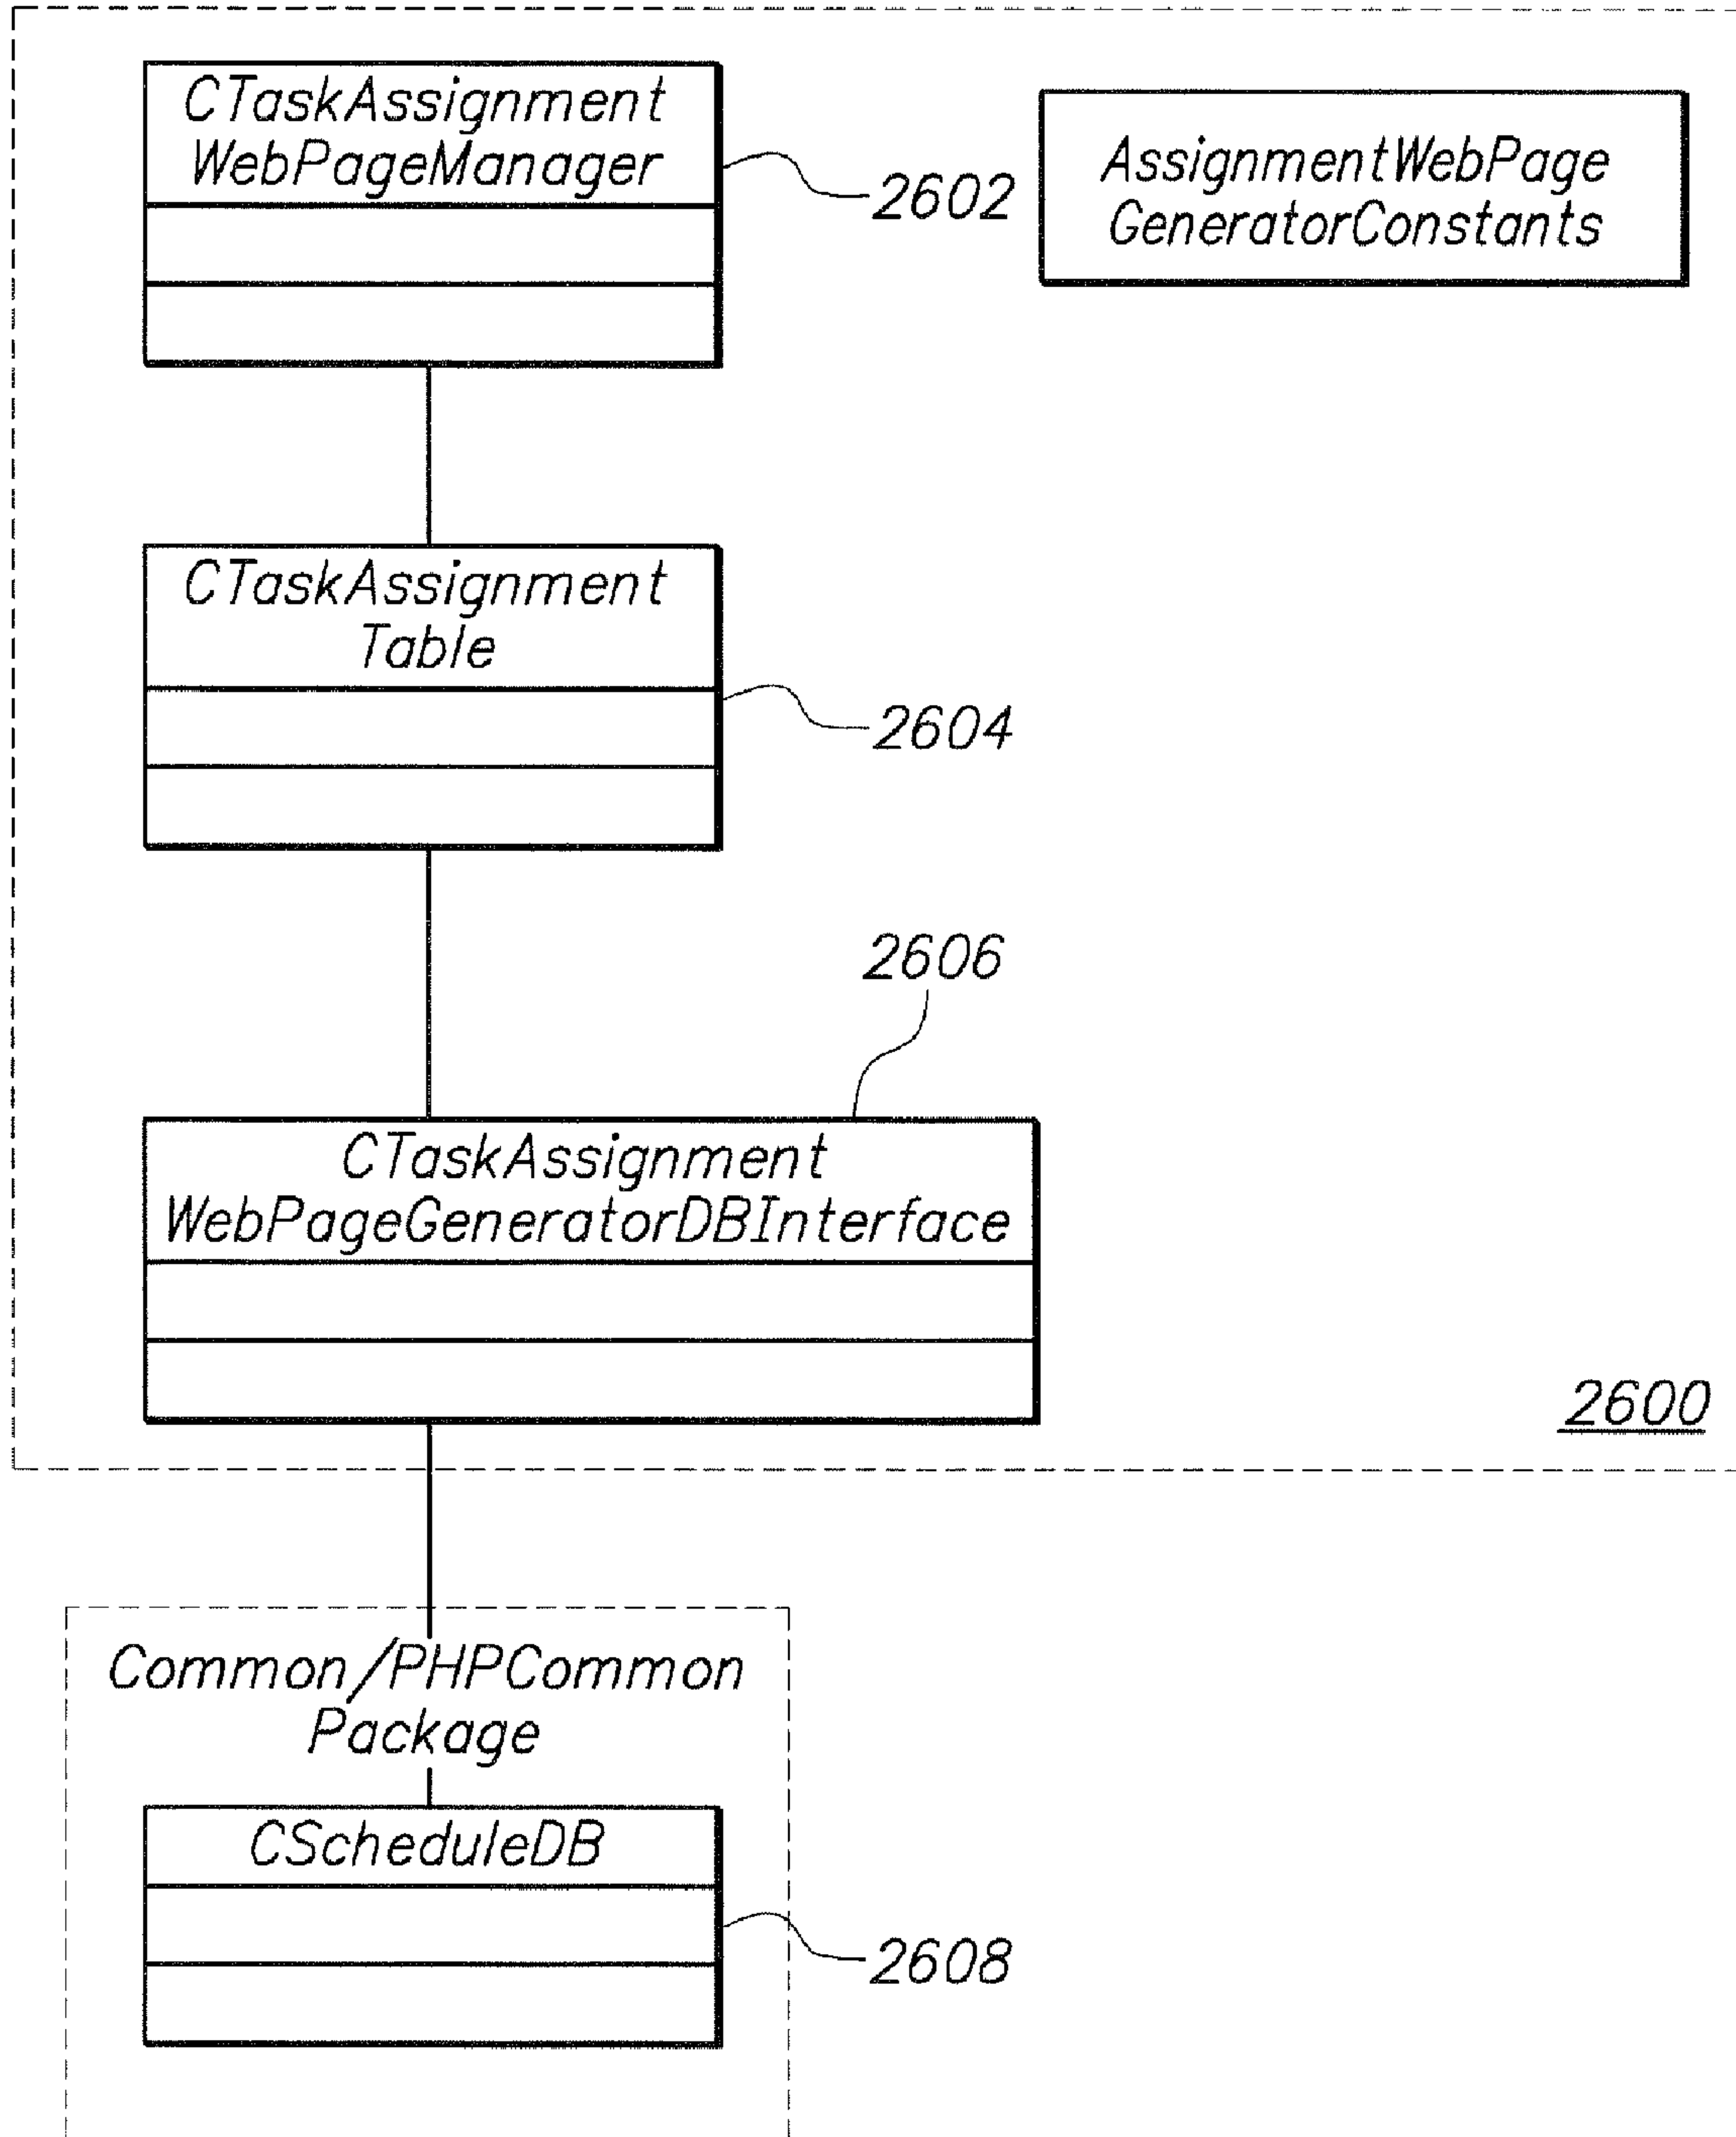 CTaskAssignment
WebPageManager
2602
AssignmentWebPage
GeneratorConstants
CTaskAssignment
Table
2604
2606
CTaskAssignment
WebPageGeneratorDBInterface
2600
Common/PHPCommon
Package
CScheduleDB
2608